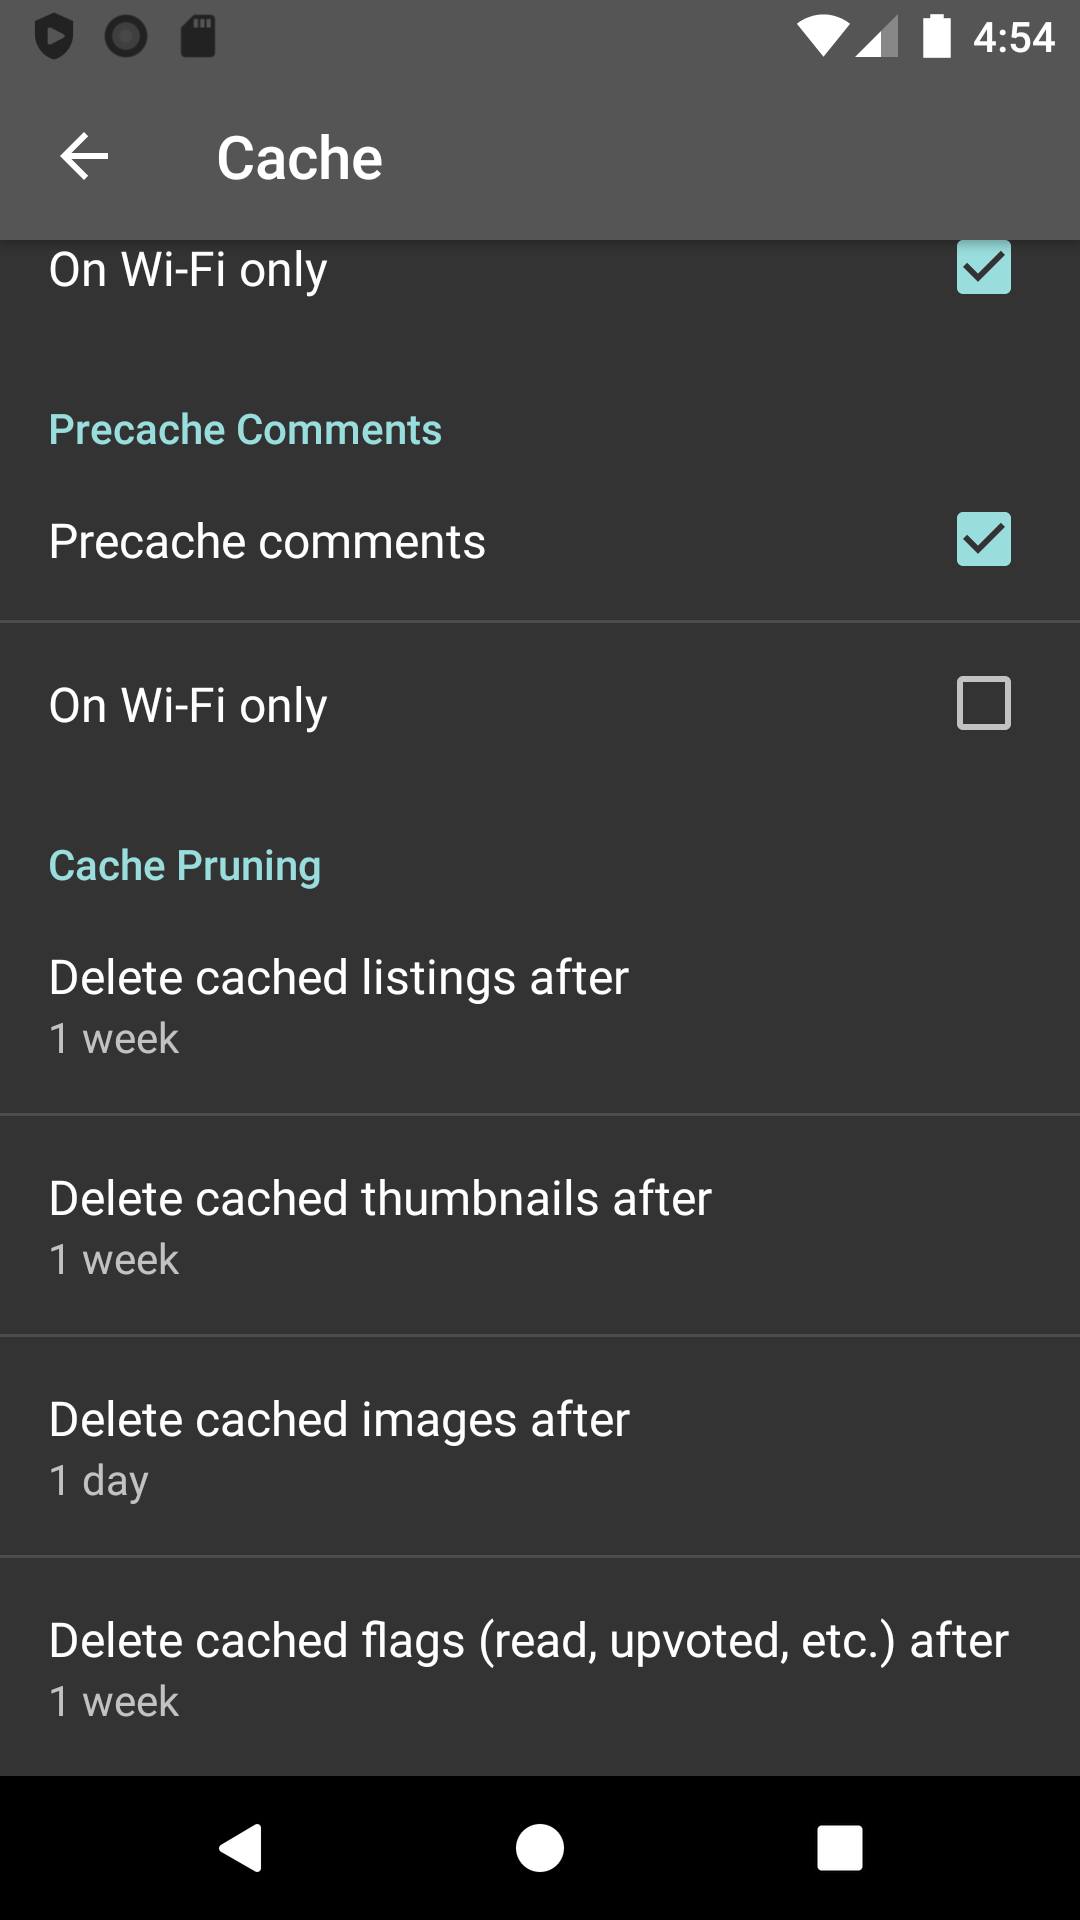 4:54
Cache
On Wi-Fi only
Precache Comments
Precache comments
On Wi-Fi only
Cache Pruning
Delete cached listings after
1 week
Delete cached thumbnails after
1 week
Delete cached images after
1 day
Delete cached flags (read, upvoted, etc.) after
1 week